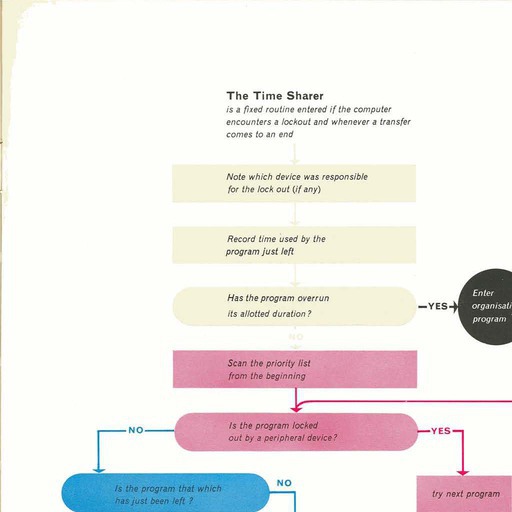 The Time Sharer
is a fixed routine entered if the computer
encounters a lockout and whenever a transfer
comes to an end
Note which device was responsible
for the lock out (if any)
Record time used by the
program just left
Has the program overrun
its allotted duration?
YES
Enter
program
NO
Scan the priority list
from the beginning
Is the program locked
out by a peripheral device?
NO
YES
Is the program that which
has just been left ?
NO
try next program